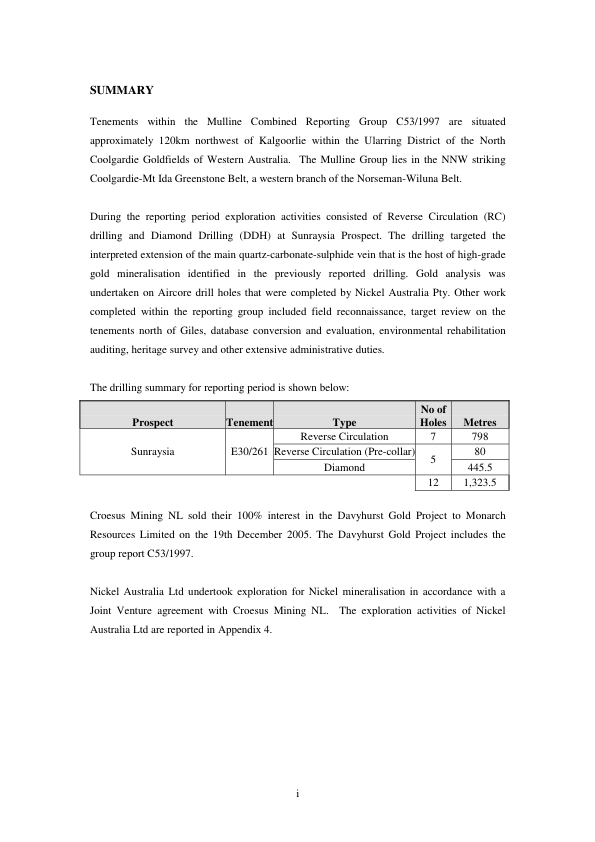 SUMMARY
Tenements within the Mulline Combined Reporting Group C53/1997 are situated
approximately 120km northwest of Kalgoorlie within the Ularring District of the North
Coolgardie Goldfields of Western Australia.  The Mulline Group lies in the NNW striking
Coolgardie-Mt Ida Greenstone Belt, a western branch of the Norseman-Wiluna Belt.
During the reporting period exploration activities consisted of Reverse Circulation (RC)
drilling and Diamond Drilling (DDH) at Sunraysia Prospect. The drilling targeted the
interpreted extension of the main quartz-carbonate-sulphide vein that is the host of high-grade
gold mineralisation identified in the previously reported drilling. Gold analysis was
undertaken on Aircore drill holes that were completed by Nickel Australia Pty. Other work
completed within the reporting group included field reconnaissance, target review on the
tenements north of Giles, database conversion and evaluation, environmental rehabilitation
auditing, heritage survey and other extensive administrative duties.
The drilling summary for reporting period is shown below:
No of
Prospect Tenement Type Holes Metres
Reverse Circulation 7 798
Sunraysia E30/261 Reverse Circulation (Pre-collar) 5 80
Diamond 445.5
12 1,323.5
Croesus Mining NL sold their 100% interest in the Davyhurst Gold Project to Monarch
Resources Limited on the 19th December 2005. The Davyhurst Gold Project includes the
group report C53/1997.
Nickel Australia Ltd undertook exploration for Nickel mineralisation in accordance with a
Joint Venture agreement with Croesus Mining NL.  The exploration activities of Nickel
Australia Ltd are reported in Appendix 4.
i